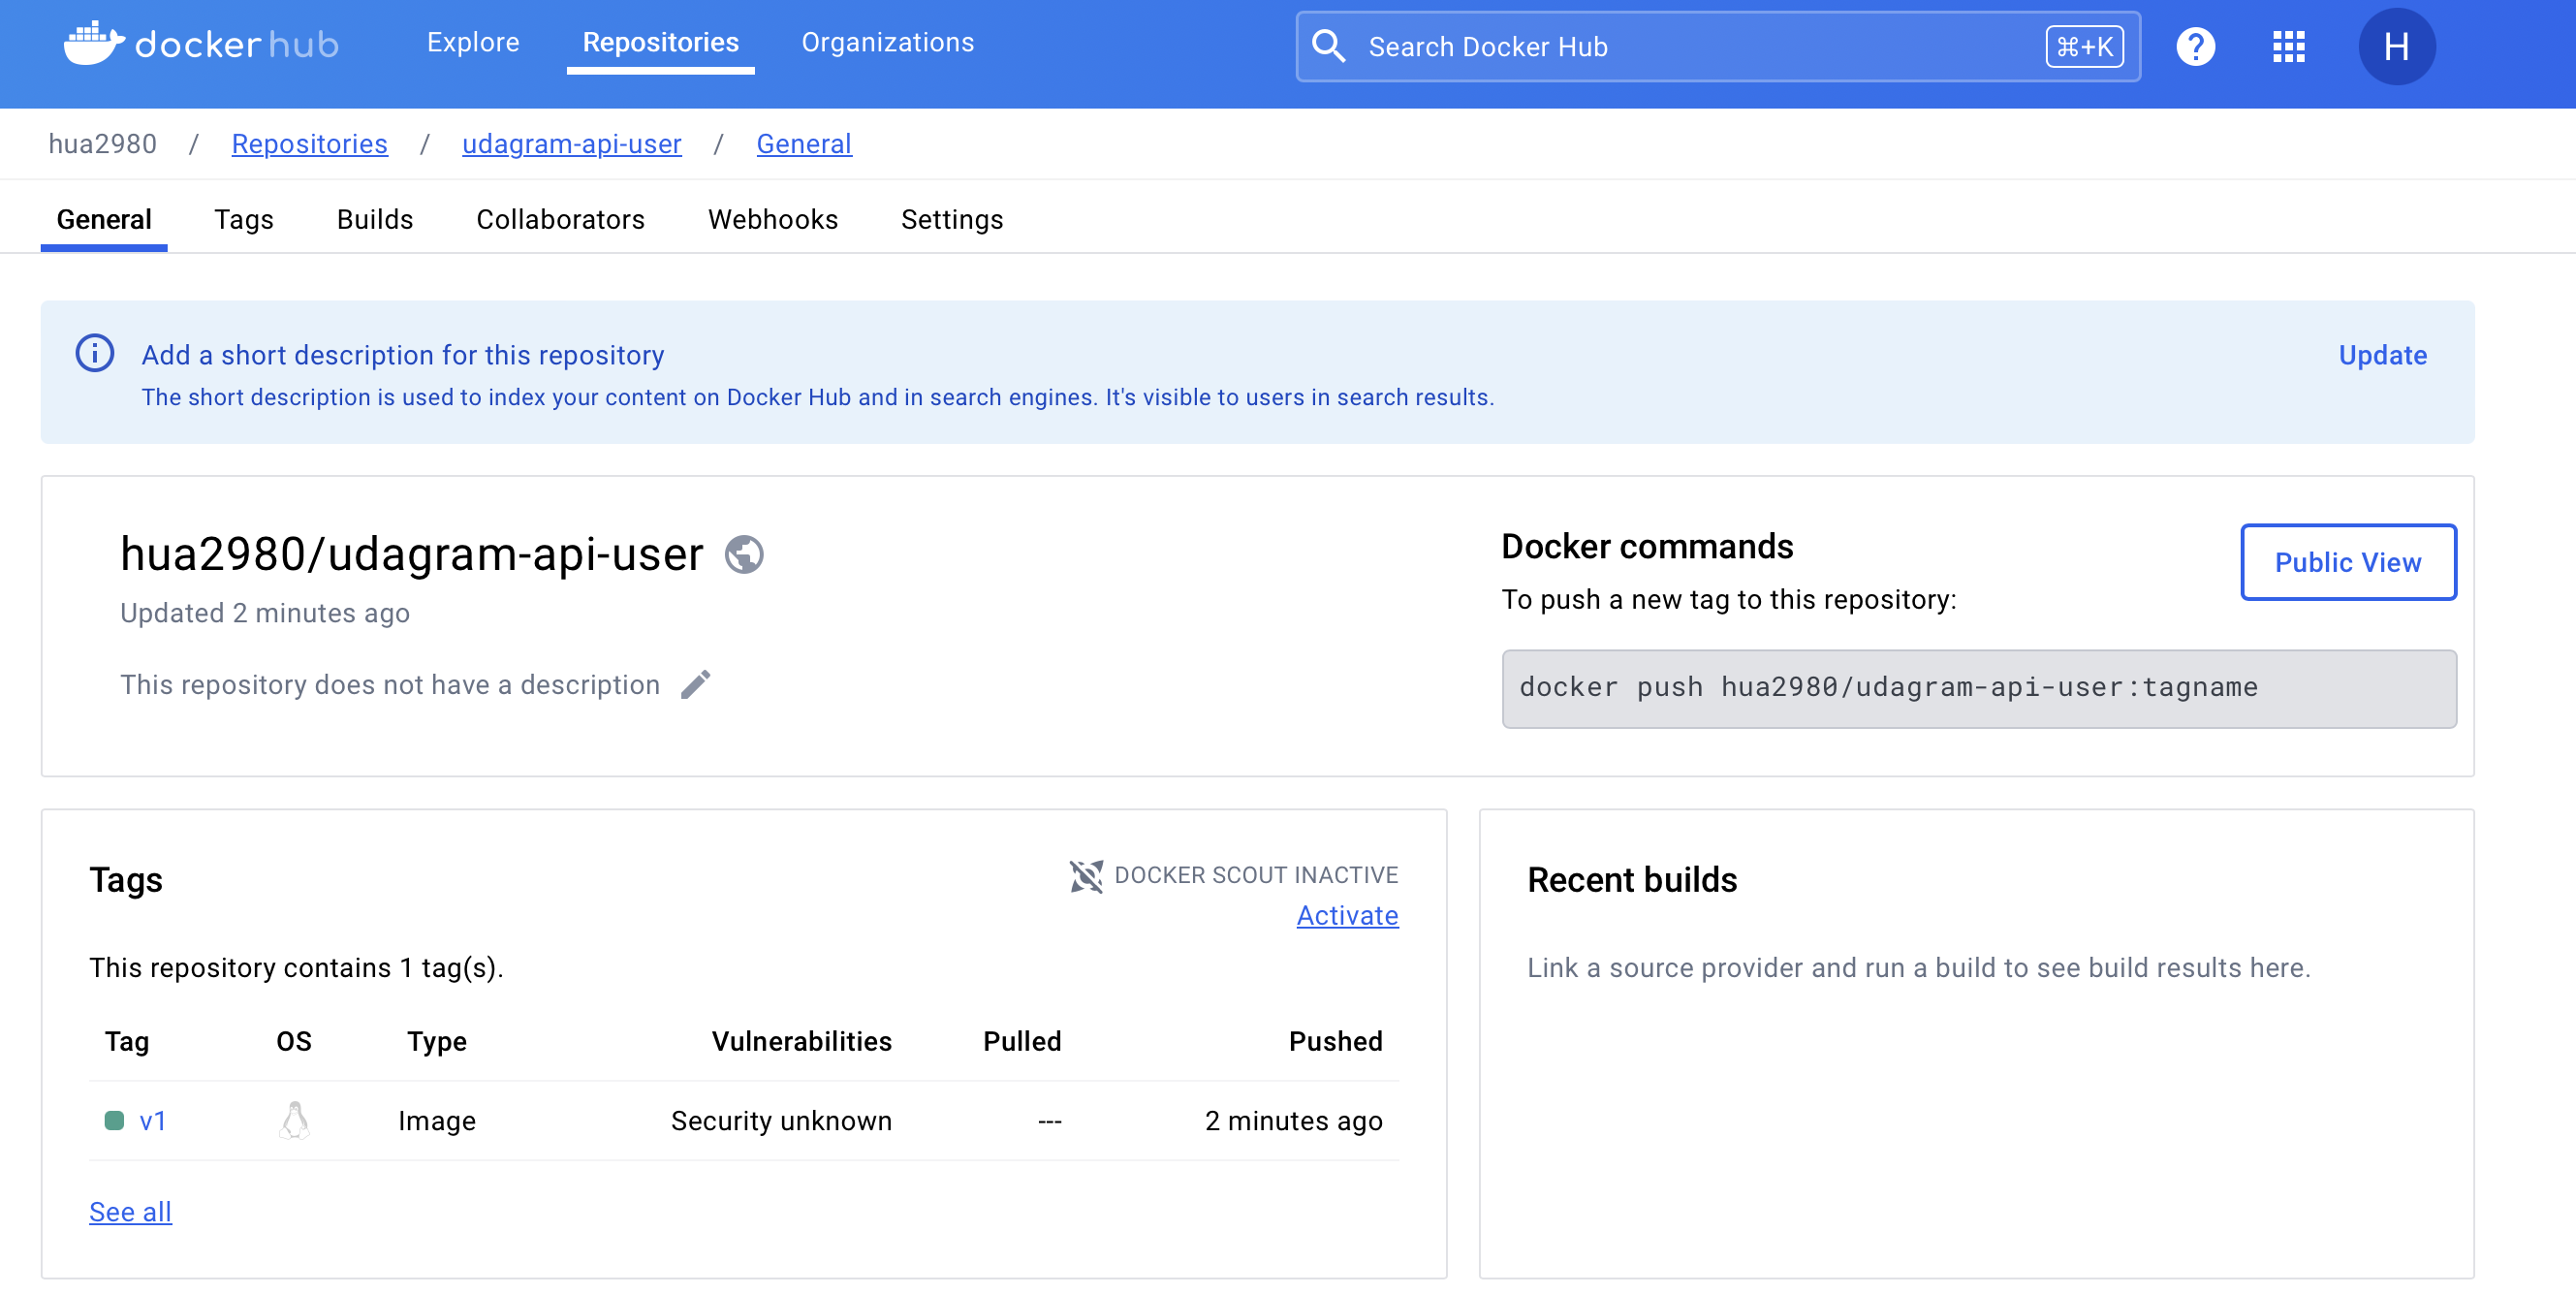 dockerhub Explore Repositories Organizations Search Docker Hub ⌘+K ? H
hua2980 / Repositories / udagram-api-user / General
General Tags Builds Collaborators Webhooks Settings
Add a short description for this repository Update
The short description is used to index your content on Docker Hub and in search engines. It's visible to users in search results.
hua2980/udagram-api-user
Updated 2 minutes ago
This repository does not have a description
Docker commands
Public View
To push a new tag to this repository:
docker push hua2980/udagram-api-user:tagname
Tags
DOCKER SCOUT INACTIVE
Activate
This repository contains 1 tag(s).
Tag OS Type Vulnerabilities Pulled Pushed
v1 Image Security unknown --- 2 minutes ago
See all
Recent builds
Link a source provider and run a build to see build results here.